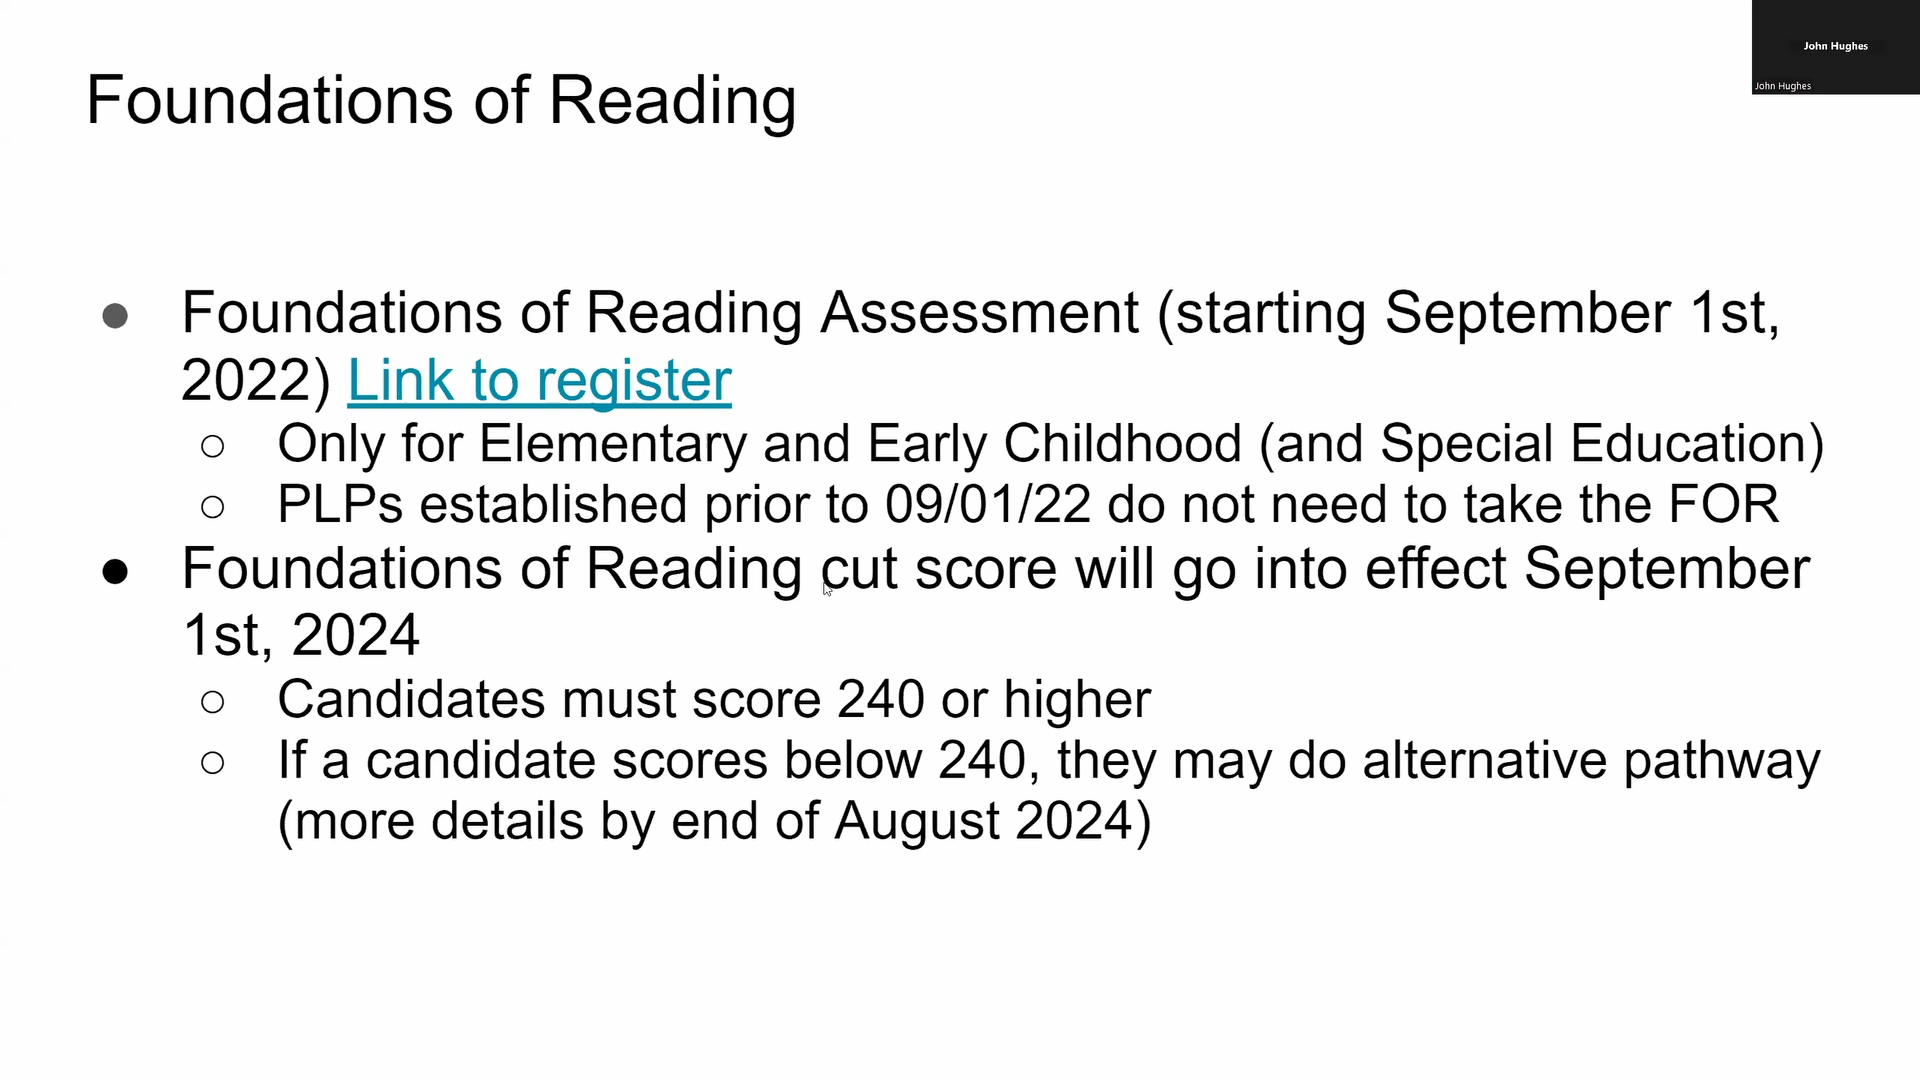 John Hughes
John Hughes
Foundations of Reading
● Foundations of Reading Assessment (starting September 1st,
2022) Link to register
○ Only for Elementary and Early Childhood (and Special Education)
○ PLPs established prior to 09/01/22 do not need to take the FOR
● Foundations of Reading cut score will go into effect September
1st, 2024
○ Candidates must score 240 or higher
○ If a candidate scores below 240, they may do alternative pathway
(more details by end of August 2024)